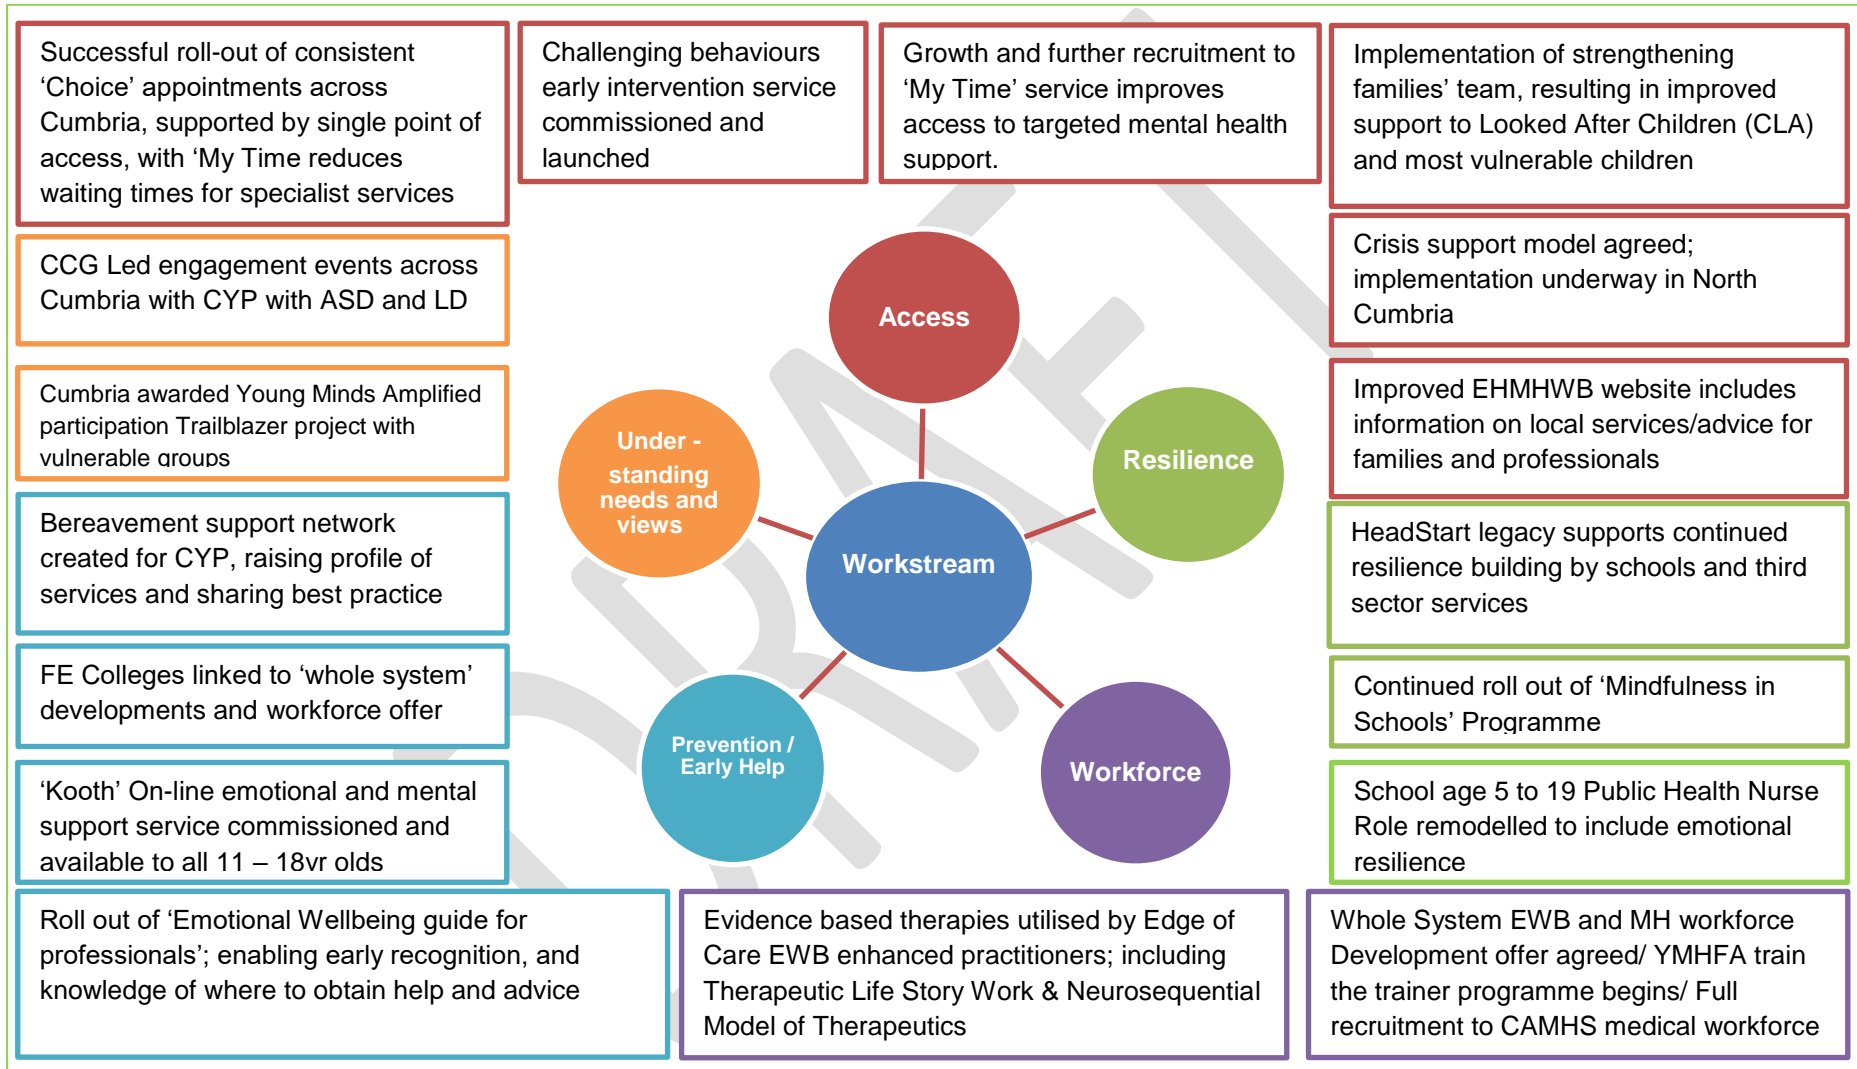 Successful roll-out of consistent
‘Choice’ appointments across
Cumbria, supported by single point of
access, with ‘My Time reduces
waiting times for specialist services
Challenging behaviours
early intervention service
commissioned and
launched
Growth and further recruitment to
‘My Time’ service improves
access to targeted mental health
support.
Implementation of strengthening
families’ team, resulting in improved
support to Looked After Children (CLA)
and most vulnerable children
CCG Led engagement events across
Cumbria with CYP with ASD and LD
Crisis support model agreed;
implementation underway in North
Cumbria
Cumbria awarded Young Minds Amplified
participation Trailblazer project with
vulnerable groups
Improved EHMHWB website includes
information on local services/advice for
families and professionals
Bereavement support network
created for CYP, raising profile of
services and sharing best practice
HeadStart legacy supports continued
resilience building by schools and third
sector services
FE Colleges linked to ‘whole system’
developments and workforce offer
Continued roll out of ‘Mindfulness in
Schools’ Programme
‘Kooth’ On-line emotional and mental
support service commissioned and
available to all 11 – 18yr olds
School age 5 to 19 Public Health Nurse
Role remodelled to include emotional
resilience
Access
Under -
standing
needs and
views
Resilience
Workstream
Prevention /
Early Help
Workforce
Roll out of ‘Emotional Wellbeing guide for
professionals’; enabling early recognition, and
knowledge of where to obtain help and advice
Evidence based therapies utilised by Edge of
Care EWB enhanced practitioners; including
Therapeutic Life Story Work & Neurosequential
Model of Therapeutics
Whole System EWB and MH workforce
Development offer agreed/ YMHFA train
the trainer programme begins/ Full
recruitment to CAMHS medical workforce
DRAFT